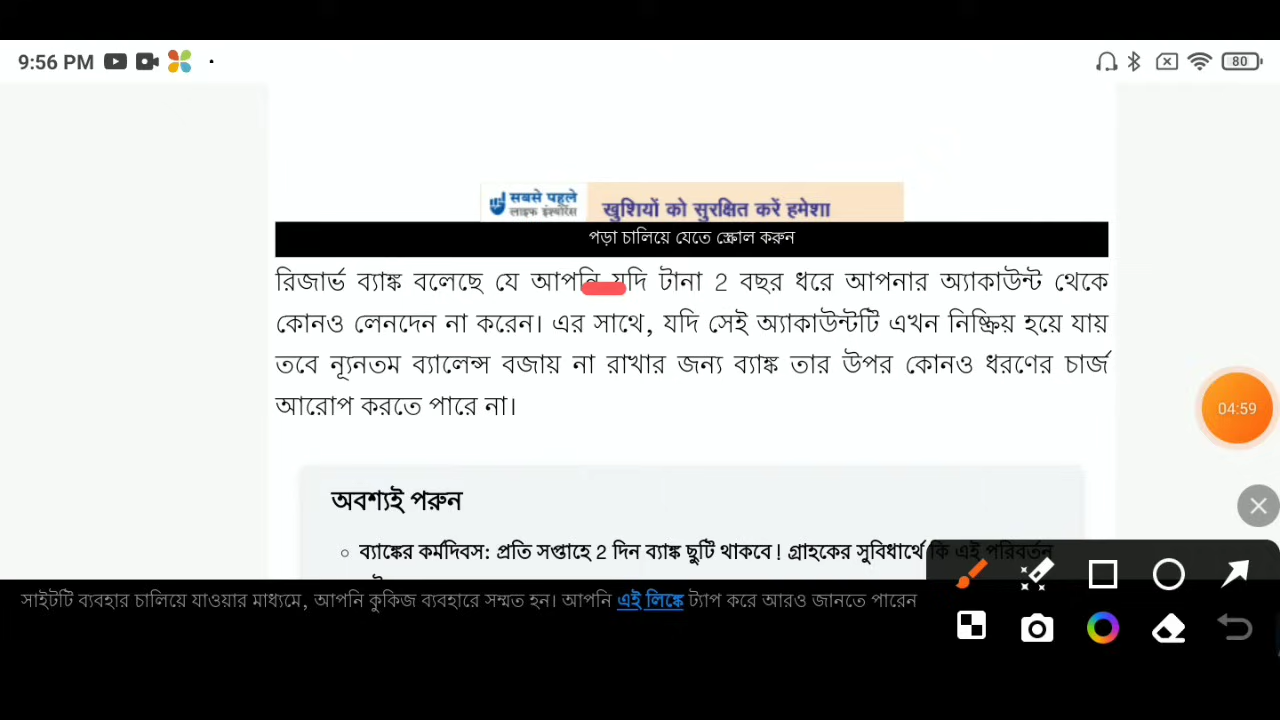 9:56 PM
80
सबसे पहले
लाइफ इंश्योरेंस
खुशियों को सुरक्षित करें हमेशा
পড়া চালিয়ে যেতে স্ক্রোল করুন
রিজার্ভ ব্যাঙ্ক বলেছে যে আপনি যদি টানা 2 বছর ধরে আপনার অ্যাকাউন্ট থেকে
কোনও লেনদেন না করেন। এর সাথে, যদি সেই অ্যাকাউন্টটি এখন নিষ্ক্রিয় হয়ে যায়
তবে ন্যূনতম ব্যালেন্স বজায় না রাখার জন্য ব্যাঙ্ক তার উপর কোনও ধরণের চার্জ
আরোপ করতে পারে না।
04:59
অবশ্যই পরুন
ব্যাঙ্কের কর্মদিবস: প্রতি সপ্তাহে 2 দিন ব্যাঙ্ক ছুটি থাকবে ! গ্রাহকের সুবিধার্থে কি এই পরিবর্তন
সাইটটি ব্যবহার চালিয়ে যাওয়ার মাধ্যমে, আপনি কুকিজ ব্যবহারে সম্মত হন। আপনি এই লিঙ্কে ট্যাপ করে আরও জানতে পারেন